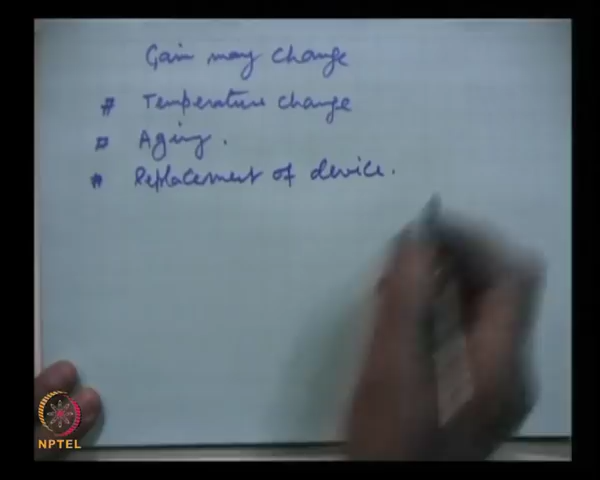 Gain may change
# Temperature change
# Aging.
# Replacement of device.
NPTEL